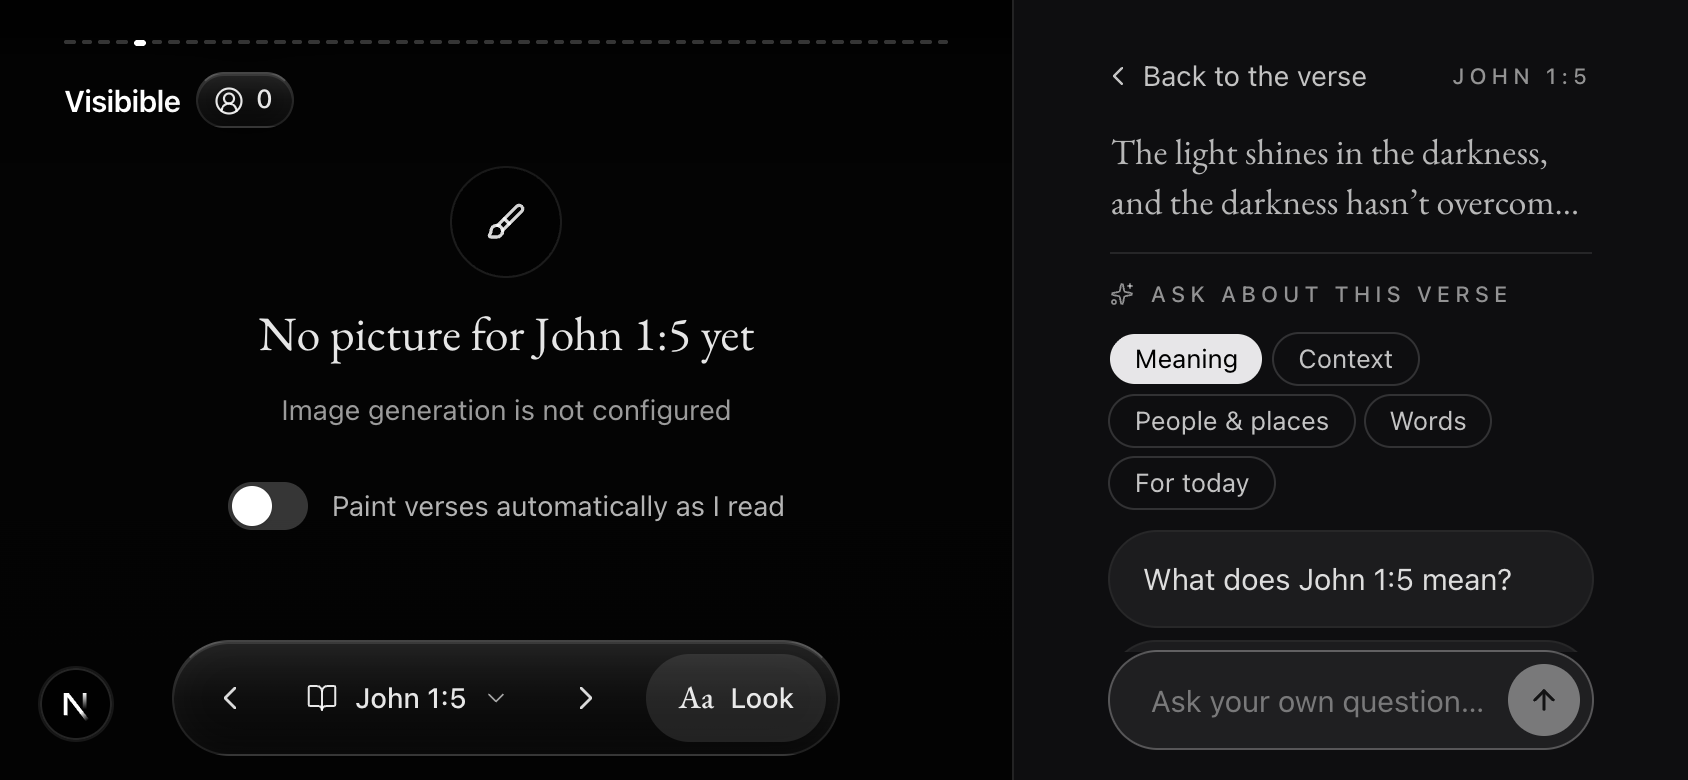 Visibible
0
No picture for John 1:5 yet
Image generation is not configured
Paint verses automatically as I read
John 1:5
Aa Look
N
Back to the verse
JOHN 1:5
The light shines in the darkness,
and the darkness hasn’t overcom...
ASK ABOUT THIS VERSE
Meaning
Context
People & places
Words
For today
What does John 1:5 mean?
Ask your own question...